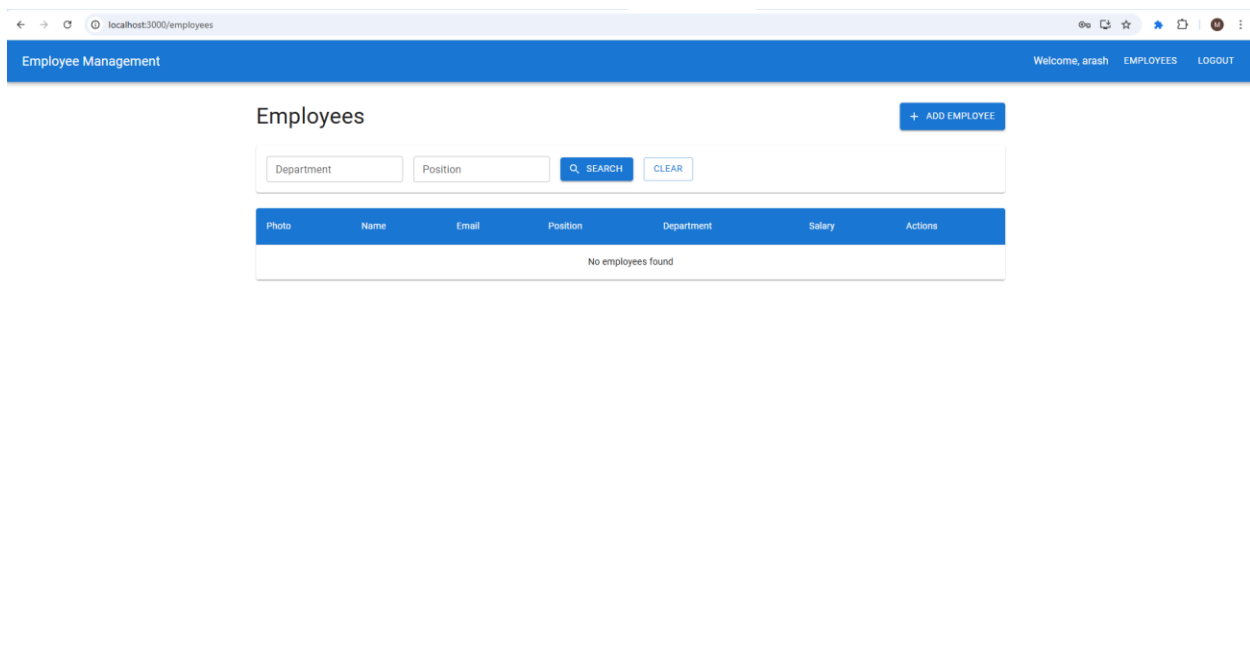 localhost:3000/employees
M
Employee Management
Welcome, arash EMPLOYEES LOGOUT
Employees
+ ADD EMPLOYEE
Department Position SEARCH CLEAR
Photo Name Email Position Department Salary Actions
No employees found